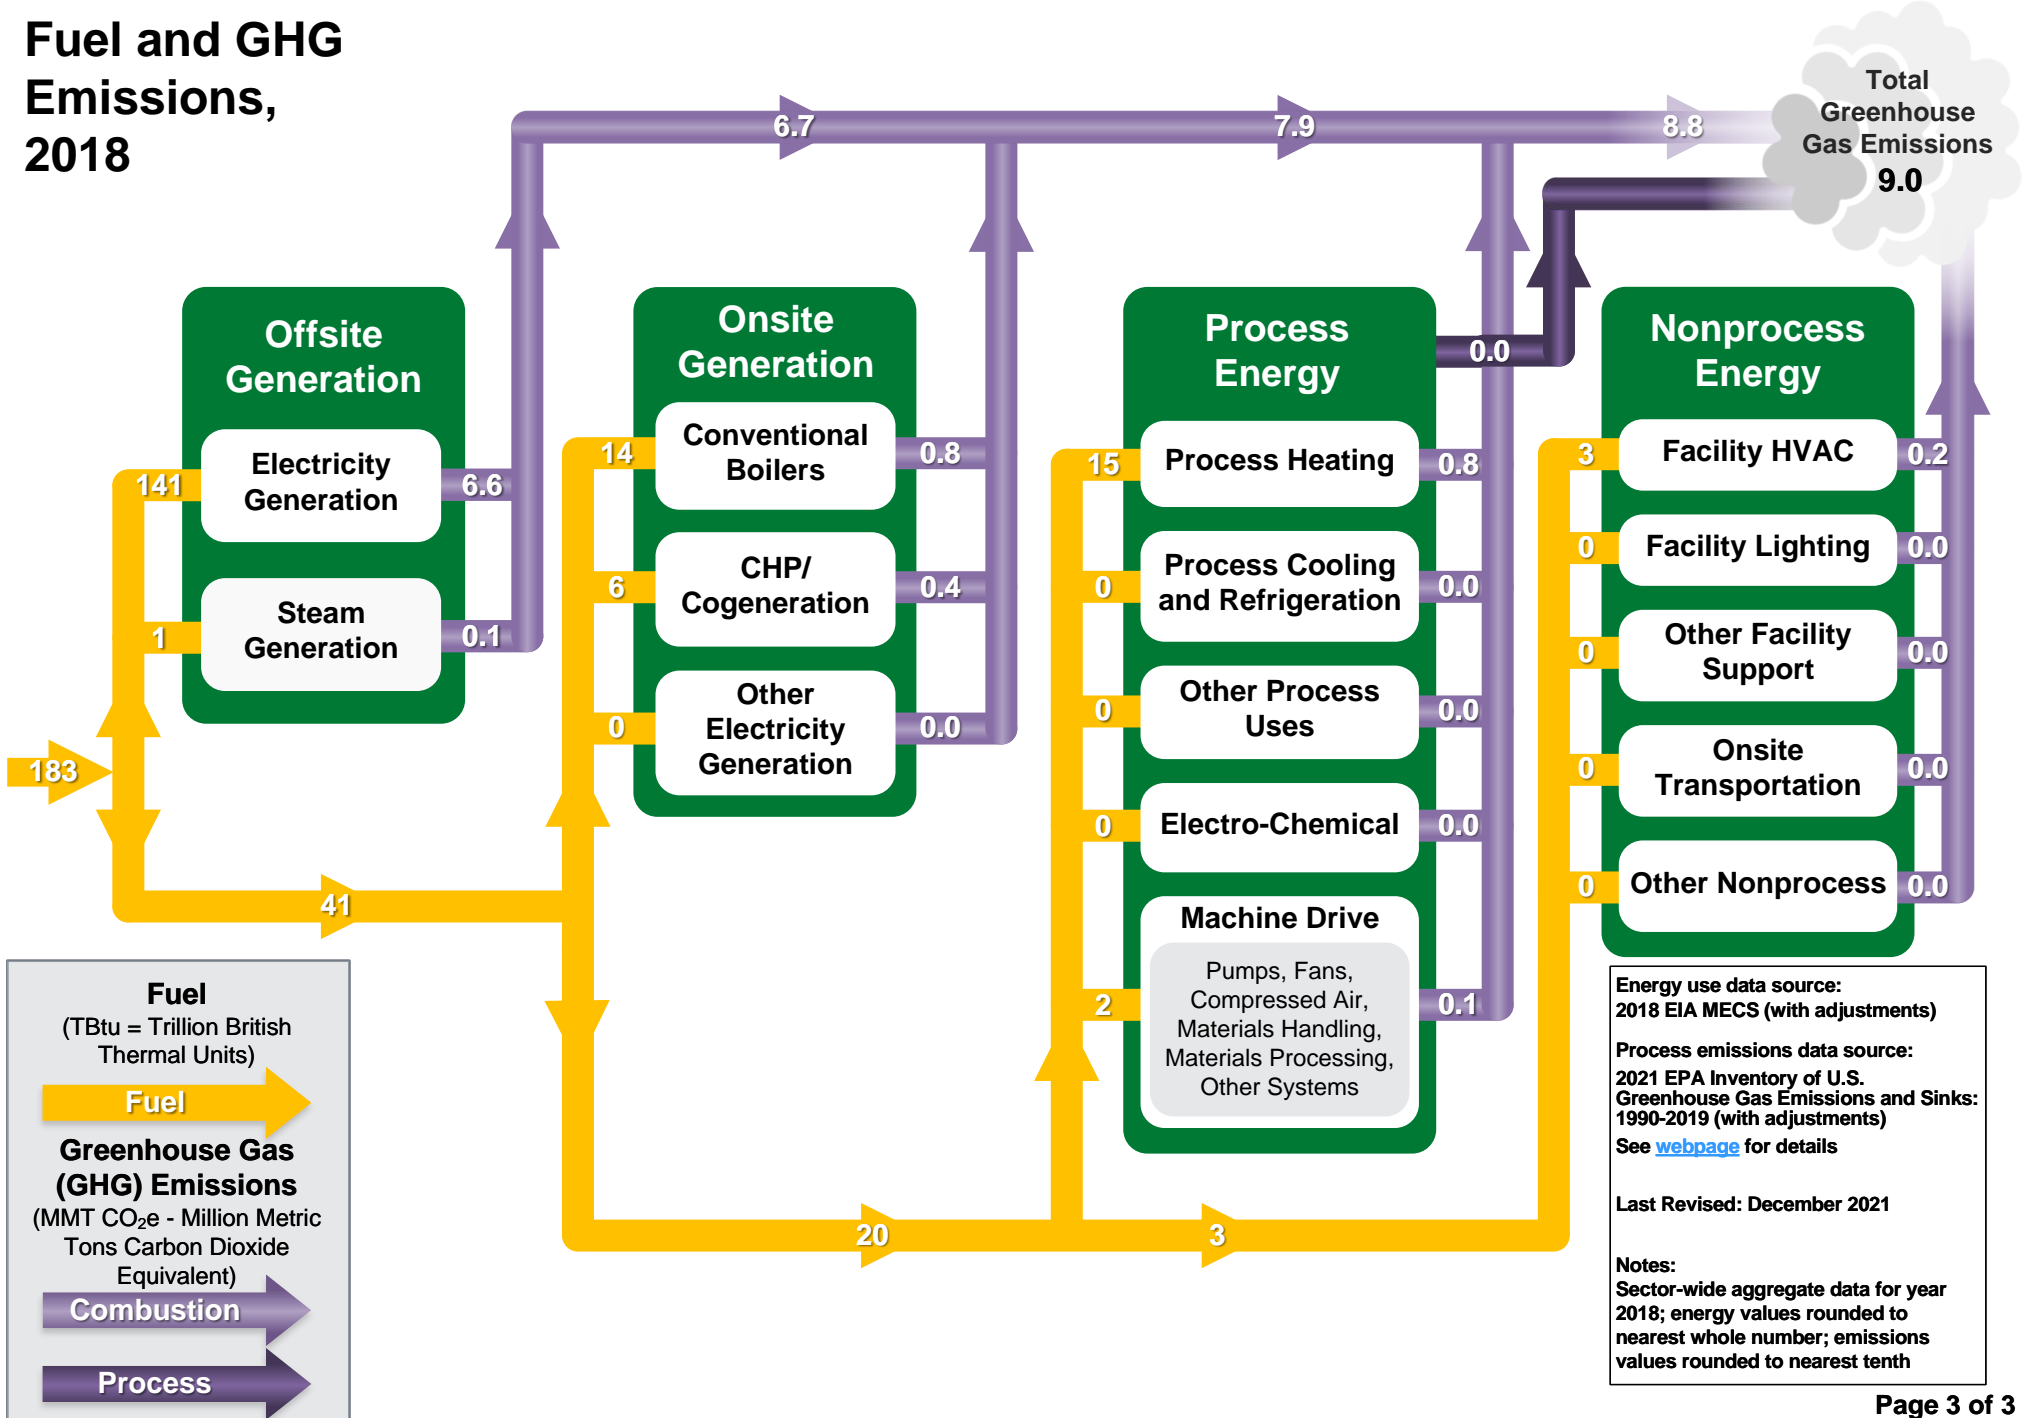 Fuel and GHG
Emissions,
2018
6.7
7.9
8.8
Total
Greenhouse
Gas Emissions
9.0
Offsite
Generation
141
Electricity
Generation
6.6
1
Steam
Generation
0.1
183
41
Onsite
Generation
14
Conventional
Boilers
0.8
6
CHP/
Cogeneration
0.4
0
Other
Electricity
Generation
0.0
20
3
Process
Energy
0.0
15
Process Heating
0.8
0
Process Cooling
and Refrigeration
0.0
0
Other Process
Uses
0.0
0
Electro-Chemical
0.0
Machine Drive
2
Pumps, Fans,
Compressed Air,
Materials Handling,
Materials Processing,
Other Systems
0.1
Nonprocess
Energy
3
Facility HVAC
0.2
0
Facility Lighting
0.0
0
Other Facility
Support
0.0
0
Onsite
Transportation
0.0
0
Other Nonprocess
0.0
Fuel
(TBtu = Trillion British
Thermal Units)
Fuel
Greenhouse Gas
(GHG) Emissions
(MMT CO₂e - Million Metric
Tons Carbon Dioxide
Equivalent)
Combustion
Process
Energy use data source:
2018 EIA MECS (with adjustments)
Process emissions data source:
2021 EPA Inventory of U.S.
Greenhouse Gas Emissions and Sinks:
1990-2019 (with adjustments)
See webpage for details
Last Revised: December 2021
Notes:
Sector-wide aggregate data for year
2018; energy values rounded to
nearest whole number; emissions
values rounded to nearest tenth
Page 3 of 3